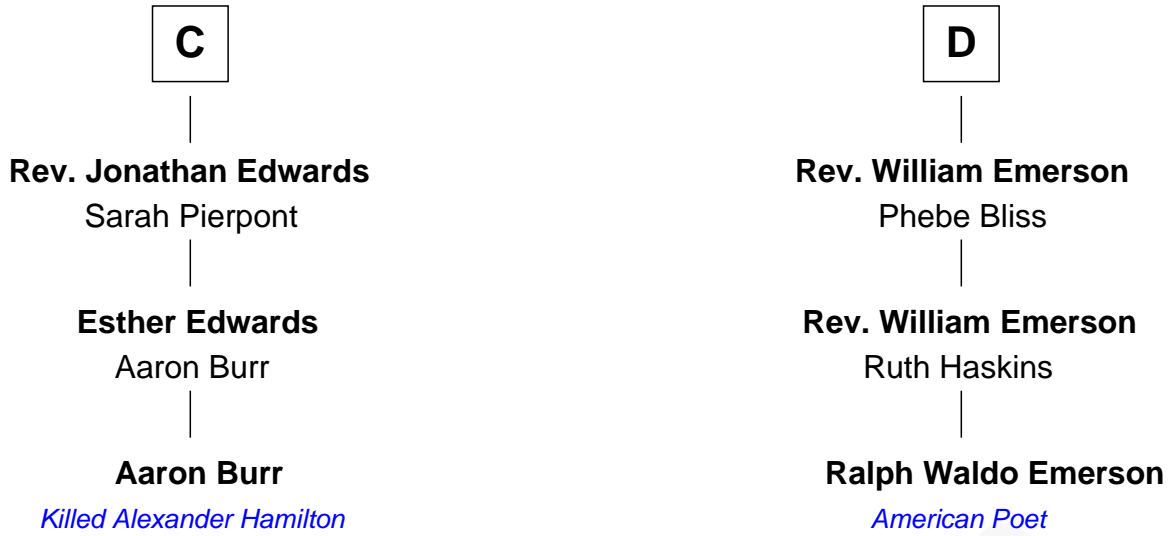 C
Rev. Jonathan Edwards
Sarah Pierpont
Esther Edwards
Aaron Burr
Aaron Burr
Killed Alexander Hamilton
D
Rev. William Emerson
Phebe Bliss
Rev. William Emerson
Ruth Haskins
Ralph Waldo Emerson
American Poet